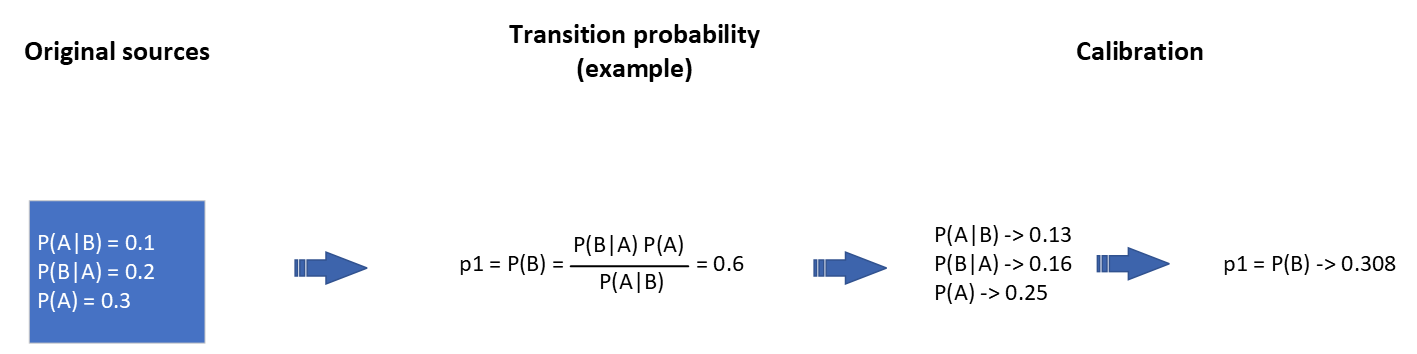 Original sources
Transition probability
(example)
Calibration
P(A|B) = 0.1
P(B|A) = 0.2
P(A) = 0.3
p1 = P(B) = P(B|A) P(A) / P(A|B) = 0.6
P(A|B) -> 0.13
P(B|A) -> 0.16
P(A) -> 0.25
p1 = P(B) -> 0.308